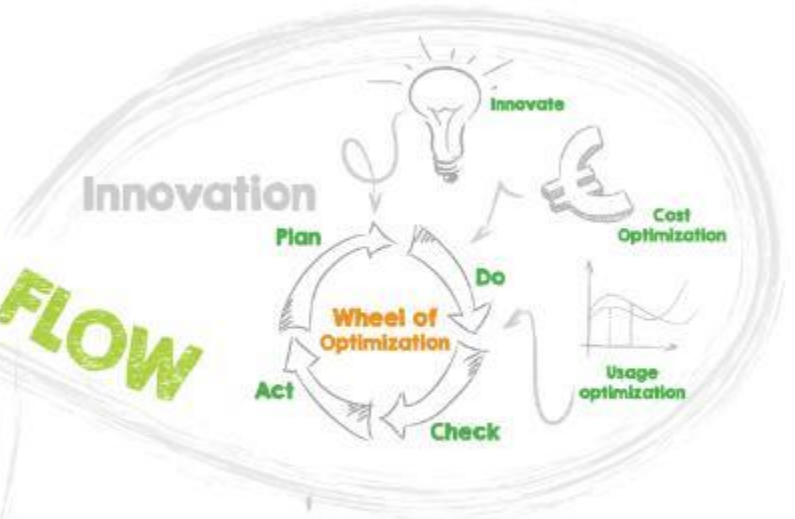 Innovate
Innovation
Cost
Optimization
Plan
Do
FLOW
Wheel of
Optimization
Usage
optimization
Act
Check